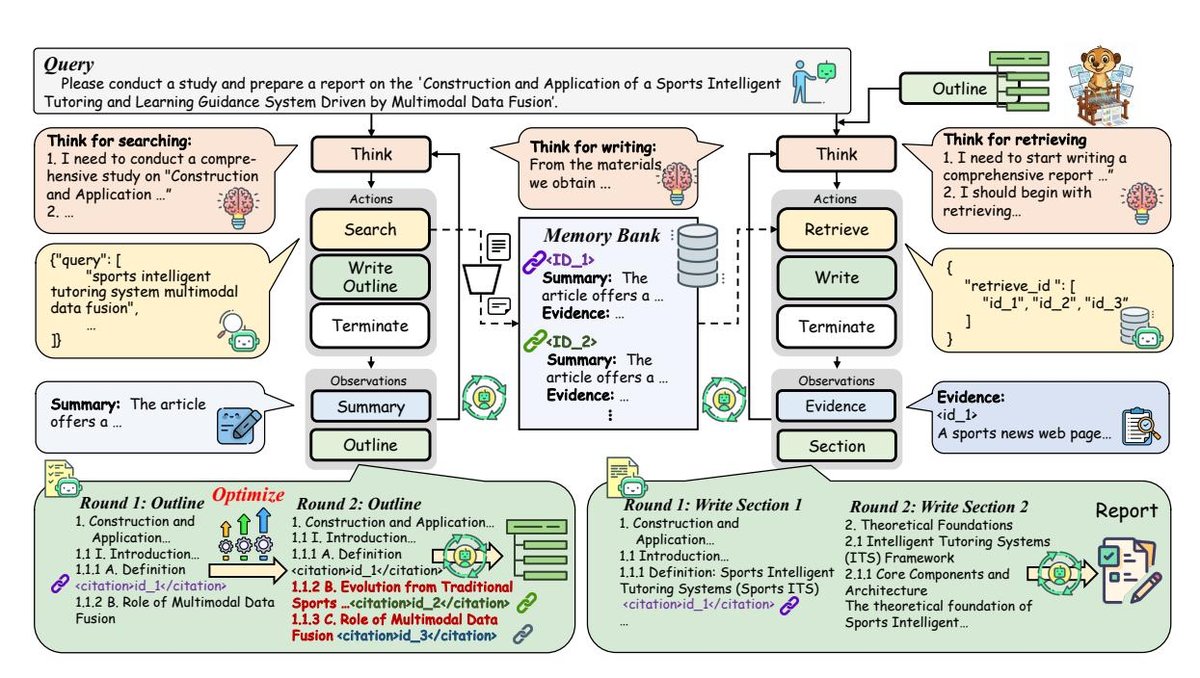 Query
Please conduct a study and prepare a report on the 'Construction and Application of a Sports Intelligent
Tutoring and Learning Guidance System Driven by Multimodal Data Fusion'.
Outline
Think for searching:
1. I need to conduct a compre-
hensive study on "Construction
and Application …"
2. …
Think
Think for writing:
From the materials
we obtain …
Think
Think for retrieving
1. I need to start writing a
comprehensive report …"
2. I should begin with
retrieving…
Actions
Search
Write
Outline
Terminate
{"query": [
"sports intelligent
tutoring system multimodal
data fusion",
…
]}
Memory Bank
<ID_1>
Summary: The
article offers a …
Evidence: …
<ID_2>
Summary: The
article offers a …
Evidence: …
⋮
Actions
Retrieve
Write
Terminate
{
"retrieve_id ": [
"id_1", "id_2", "id_3"
]
}
Summary: The article
offers a …
Observations
Summary
Outline
Observations
Evidence
Section
Evidence:
<id_1>
A sports news web page…
Round 1: Outline
1. Construction and
Application…
1.1 I. Introduction…
1.1.1 A. Definition
<citation>id_1</citation>
1.1.2 B. Role of Multimodal Data
Fusion
Optimize
Round 2: Outline
1. Construction and Application…
1.1 I. Introduction…
1.1.1 A. Definition
<citation>id_1</citation>
1.1.2 B. Evolution from Traditional
Sports …<citation>id_2</citation>
1.1.3 C. Role of Multimodal Data
Fusion <citation>id_3</citation>
Round 1: Write Section 1
1. Construction and
Application…
1.1 Introduction…
1.1.1 Definition: Sports Intelligent
Tutoring Systems (Sports ITS)
<citation>id_1</citation>
…
Round 2: Write Section 2
2. Theoretical Foundations
2.1 Intelligent Tutoring Systems
(ITS) Framework
2.1.1 Core Components and
Architecture
The theoretical foundation of
Sports Intelligent…
Report